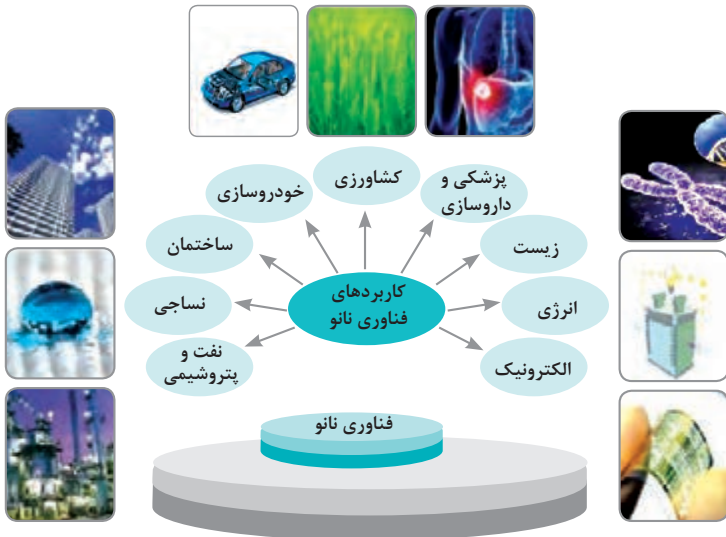 کشاورزی
پزشکی و
داروسازی
خودروسازی
زیست
ساختمان
کاربردهای
فناوری نانو
انرژی
نساجی
نفت و
پتروشیمی
الکترونیک
فناوری نانو